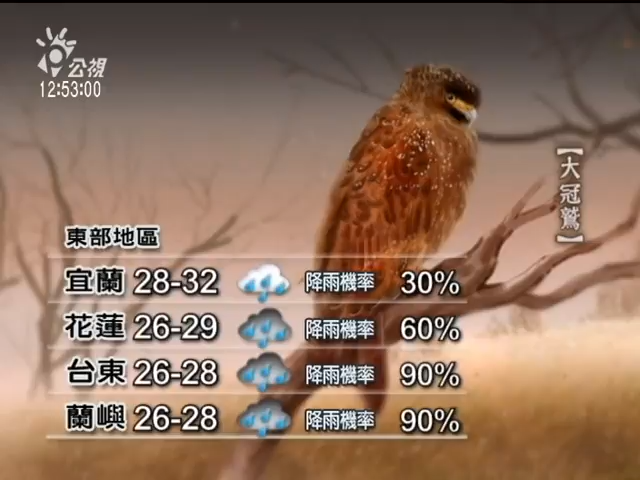 公視
12:53:00
【大冠鷲】
東部地區
宜蘭 28-32 降雨機率 30%
花蓮 26-29 降雨機率 60%
台東 26-28 降雨機率 90%
蘭嶼 26-28 降雨機率 90%